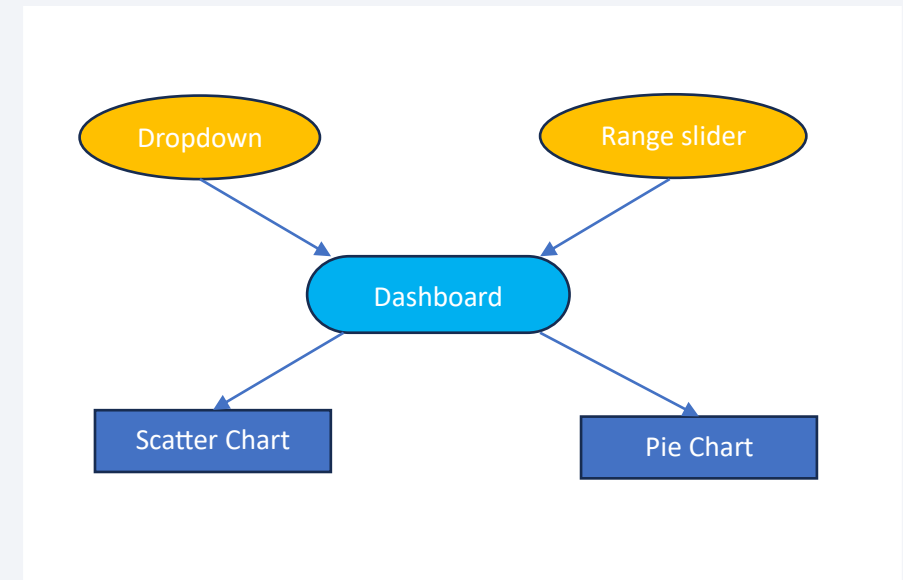 Dropdown
Range slider
Dashboard
Scatter Chart
Pie Chart